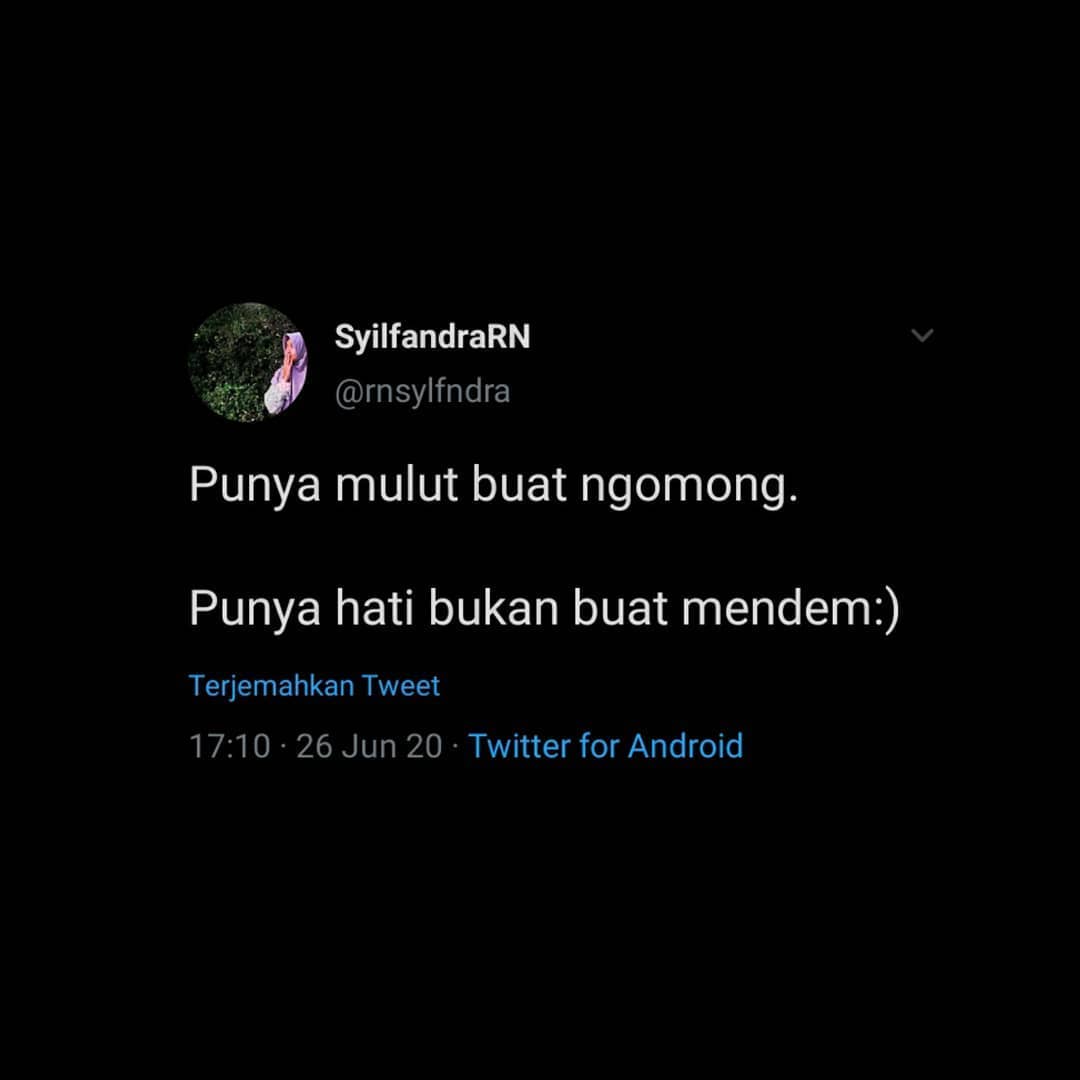 SyilfandraRN
@rnsylfndra
Punya mulut buat ngomong.
Punya hati bukan buat mendem:)
Terjemahkan Tweet
17:10 · 26 Jun 20 · Twitter for Android